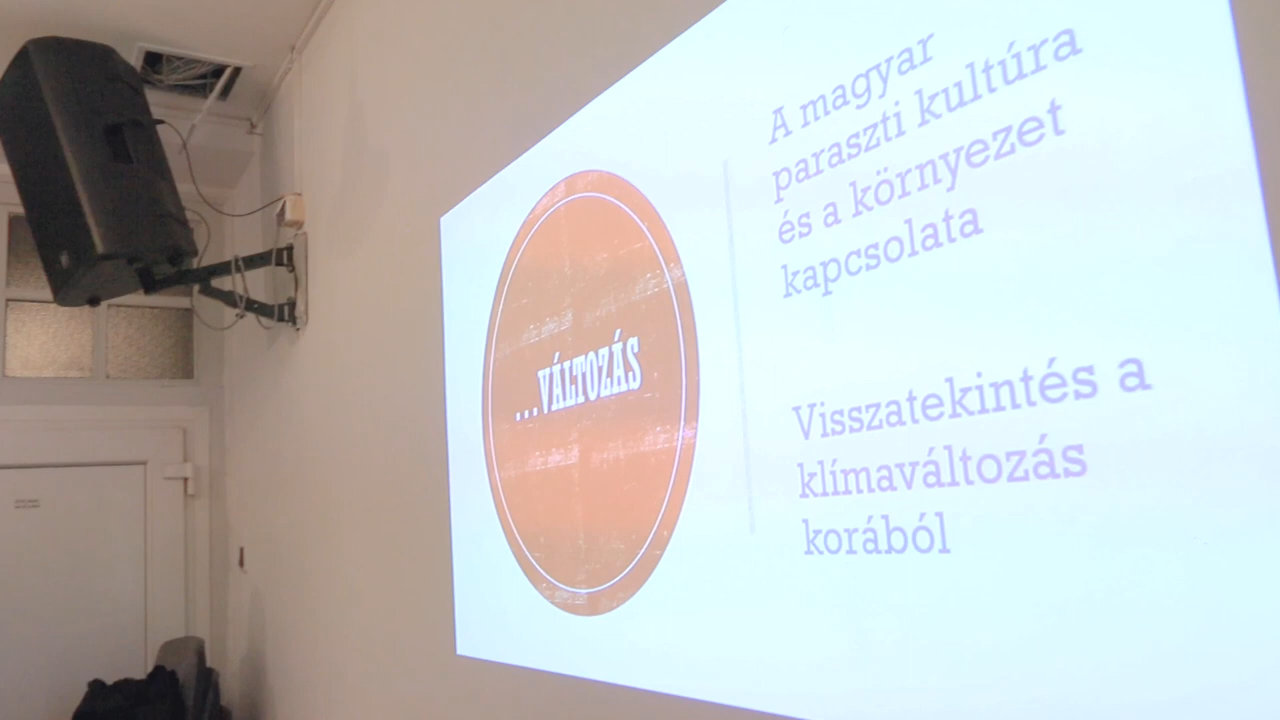 ...VÁLTOZÁS
A magyar
paraszti kultúra
és a környezet
kapcsolata
Visszatekintés a
klímaváltozás
korából